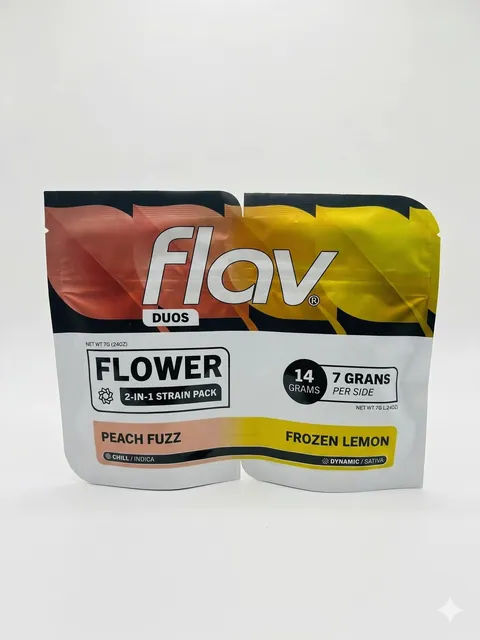 flav®
DUOS
NET WT 7G (24OZ)
FLOWER
2-IN-1 STRAIN PACK
14
GRAMS
7 GRANS
PER SIDE
NET WT 7G (.24OZ)
PEACH FUZZ
FROZEN LEMON
CHILL / INDICA
DYNAMIC / SATIVA